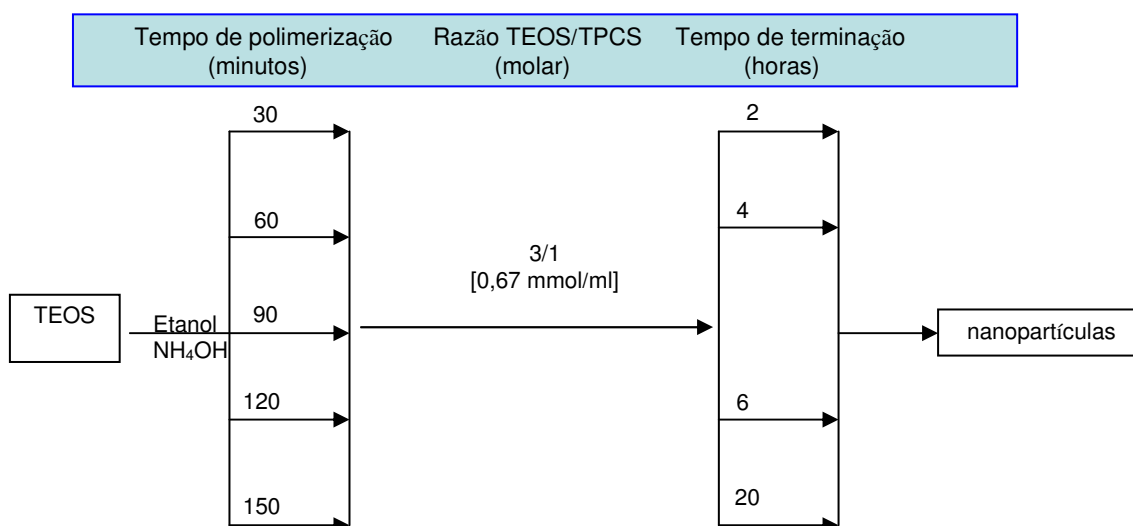 Tempo de polimerização Razão TEOS/TPCS Tempo de terminação
(minutos) (molar) (horas)
30
2
60
4
3/1
[0,67 mmol/ml]
TEOS
Etanol
NH₄OH
90
nanopartículas
120
6
150
20